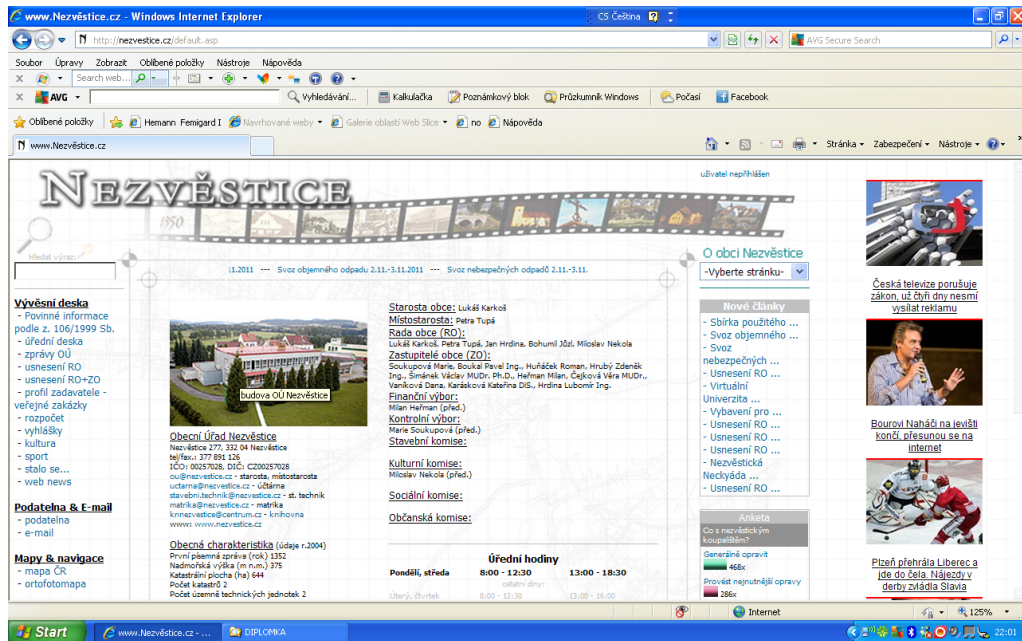 www.Nezvěstice.cz - Windows Internet Explorer
CS Čeština
http://nezvestice.cz/default.asp
AVG Secure Search
Soubor Úpravy Zobrazit Oblíbené položky Nástroje Nápověda
Search web...
AVG
Vyhledávání...
Kalkulačka
Poznámkový blok
Průzkumník Windows
Počasí
Facebook
Oblíbené položky
Hemann Femigard I
Navrhované weby
Galerie oblastí Web Slice
no
Nápověda
www.Nezvěstice.cz
Stránka
Zabezpečení
Nástroje
NEZVĚSTICE
1350
uživatel nepřihlášen
Hledat výraz:
:1.2011 --- Svoz objemného odpadu 2.11.-3.11.2011 --- Svoz nebezpečných odpadů 2.11.-3.11.
Vývěsní deska
- Povinné informace
podle z. 106/1999 Sb.
- úřední deska
- zprávy OÚ
- usnesení RO
- usnesení RO+ZO
- profil zadavatele -
veřejné zakázky
- rozpočet
- vyhlášky
- kultura
- sport
- stalo se...
- web news
Podatelna & E-mail
- podatelna
- e-mail
Mapy & navigace
- mapa ČR
- ortofotomapa
budova OÚ Nezvěstice
Obecní Úřad Nezvěstice
Nezvěstice 277, 332 04 Nezvěstice
tel/fax.: 377 891 126
IČO: 00257028, DIČ: CZ00257028
ou@nezvestice.cz - starosta, místostarosta
uctarna@nezvestice.cz - účtárna
stavebni.technik@nezvestice.cz - st. technik
matrika@nezvestice.cz - matrika
knnezvestice@centrum.cz - knihovna
www: www.nezvestice.cz
Obecná charakteristika (údaje r.2004)
První písemná zpráva (rok) 1352
Nadmořská výška (m n.m.) 375
Katastrální plocha (ha) 644
Počet katastrů 2
Počet územně technických jednotek 2
Starosta obce: Lukáš Karkoš
Místostarosta: Petra Tupá
Rada obce (RO):
Lukáš Karkoš, Petra Tupá, Jan Hrdina, Bohumil Jůzl, Miloslav Nekola
Zastupitelé obce (ZO):
Soukupová Marie, Boukal Pavel Ing., Huňáček Roman, Hrubý Zdeněk
Ing., Šimánek Václav MUDr. Ph.D., Heřman Milan, Čejková Věra MUDr.,
Vaníková Dana, Karásková Kateřina DiS., Hrdina Lubomír Ing.
Finanční výbor:
Milan Heřman (před.)
Kontrolní výbor:
Marie Soukupová (před.)
Stavební komise:
Kulturní komise:
Miloslav Nekola (před.)
Sociální komise:
Občanská komise:
Úřední hodiny
Pondělí, středa 8:00 - 12:30 13:00 - 18:30
ostatní dny:
Úterý, čtvrtek 8:00 - 12:30 13:00 - 16:00
O obci Nezvěstice
-Vyberte stránku-
Nové články
- Sbírka použitého ...
- Svoz objemného ...
- Svoz
nebezpečných ...
- Usnesení RO ...
- Virtuální
Univerzita ...
- Vybavení pro ...
- Usnesení RO ...
- Usnesení RO ...
- Usnesení RO ...
- Nezvěstická
Neckyáda ...
- Usnesení RO ...
Anketa
Co s nezvěstickým
koupalištěm?
Generálně opravit
468x
Provést nejnutnější opravy
286x
Česká televize porušuje
zákon, už čtyři dny nesmí
vysílat reklamu
Bourovi Naháči na jevišti
končí, přesunou se na
internet
Plzeň přehrála Liberec a
jde do čela. Nájezdy v
derby zvládla Slavia
Internet
125%
Start
www.Nezvěstice.cz - ...
DIPLOMKA
22:01